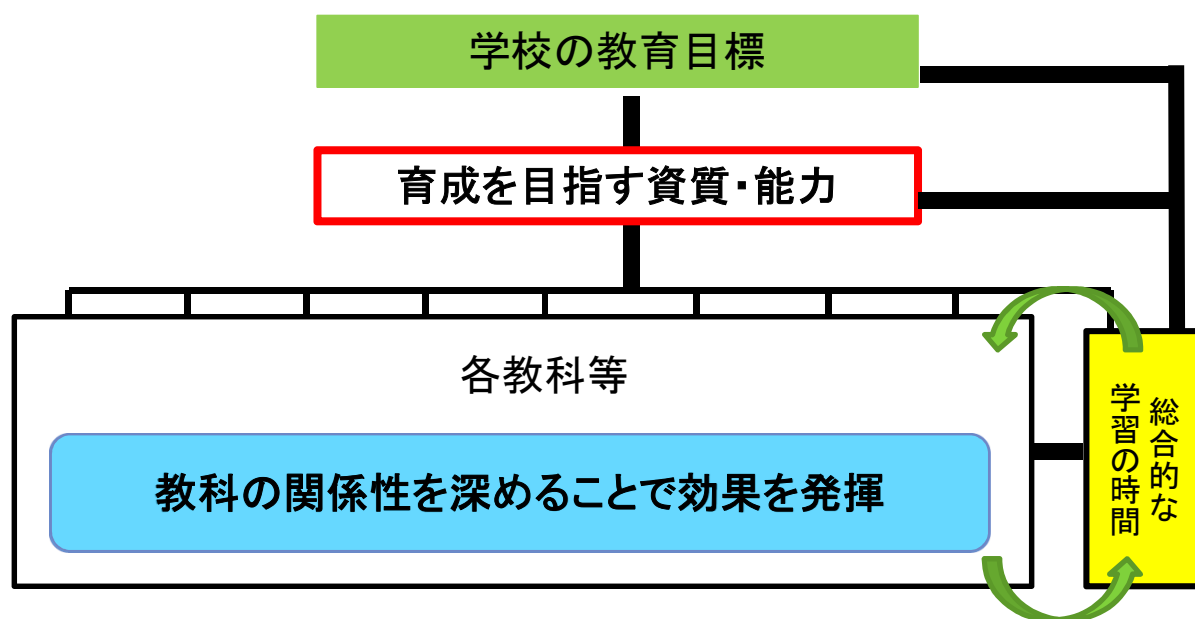 学校の教育目標
育成を目指す資質・能力
各教科等
教科の関係性を深めることで効果を発揮
総合的な
学習の時間